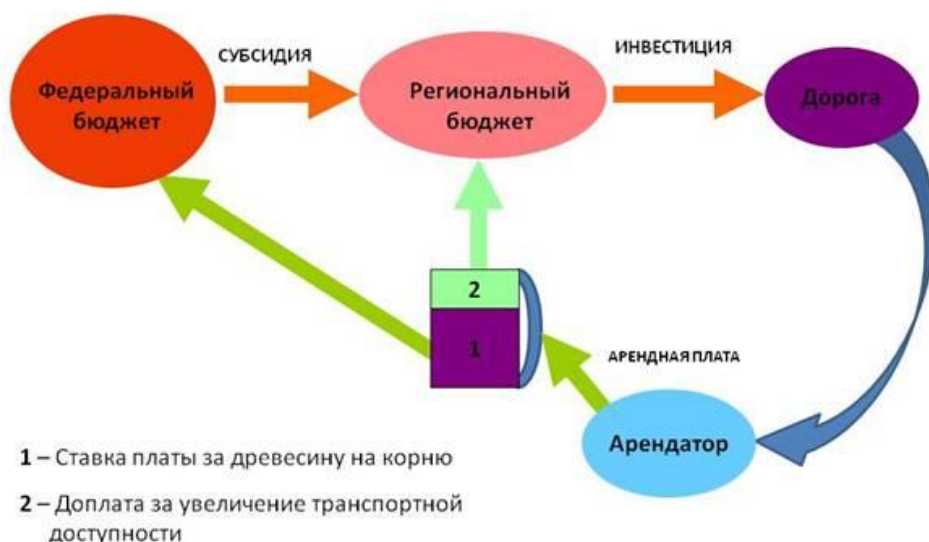 СУБСИДИЯ
ИНВЕСТИЦИЯ
Федеральный
бюджет
Региональный
бюджет
Дорога
2
1
АРЕНДНАЯ ПЛАТА
Арендатор
1 – Ставка платы за древесину на корню
2 – Доплата за увеличение транспортной
доступности